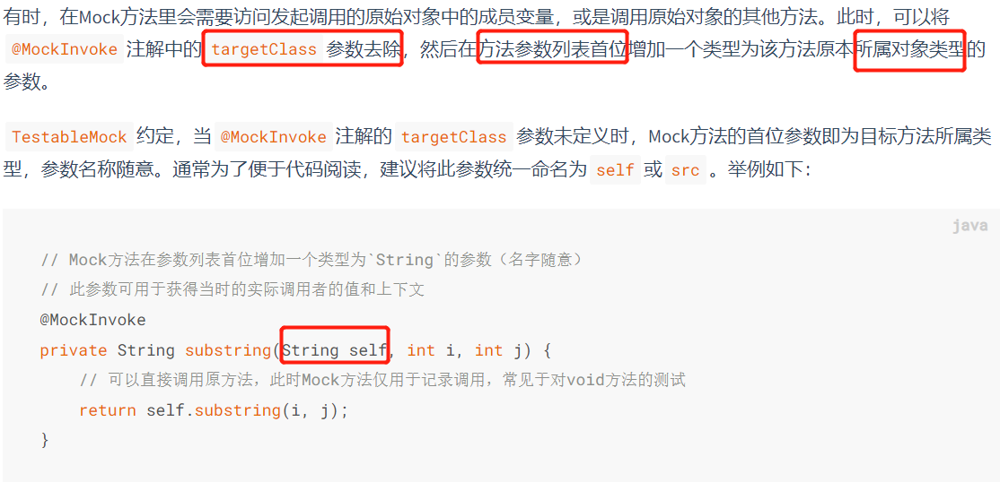 有时，在Mock方法里会需要访问发起调用的原始对象中的成员变量，或是调用原始对象的其他方法。此时，可以将
@MockInvoke 注解中的 targetClass 参数去除，然后在方法参数列表首位增加一个类型为该方法原本所属对象类型的
参数。
TestableMock 约定，当 @MockInvoke 注解的 targetClass 参数未定义时，Mock方法的首位参数即为目标方法所属类
型，参数名称随意。通常为了便于代码阅读，建议将此参数统一命名为 self 或 src 。举例如下：
java
// Mock方法在参数列表首位增加一个类型为`String`的参数（名字随意）
// 此参数可用于获得当时的实际调用者的值和上下文
@MockInvoke
private String substring(String self, int i, int j) {
    // 可以直接调用原方法，此时Mock方法仅用于记录调用，常见于对void方法的测试
    return self.substring(i, j);
}